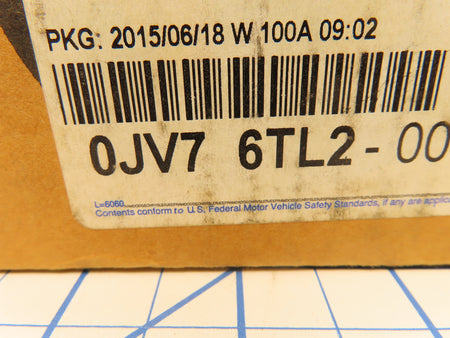 PKG: 2015/06/18 W 100A 09:02
0JV7 6TL2-00
L=6060
Contents conform to U.S. Federal Motor Vehicle Safety Standards, if any are applic